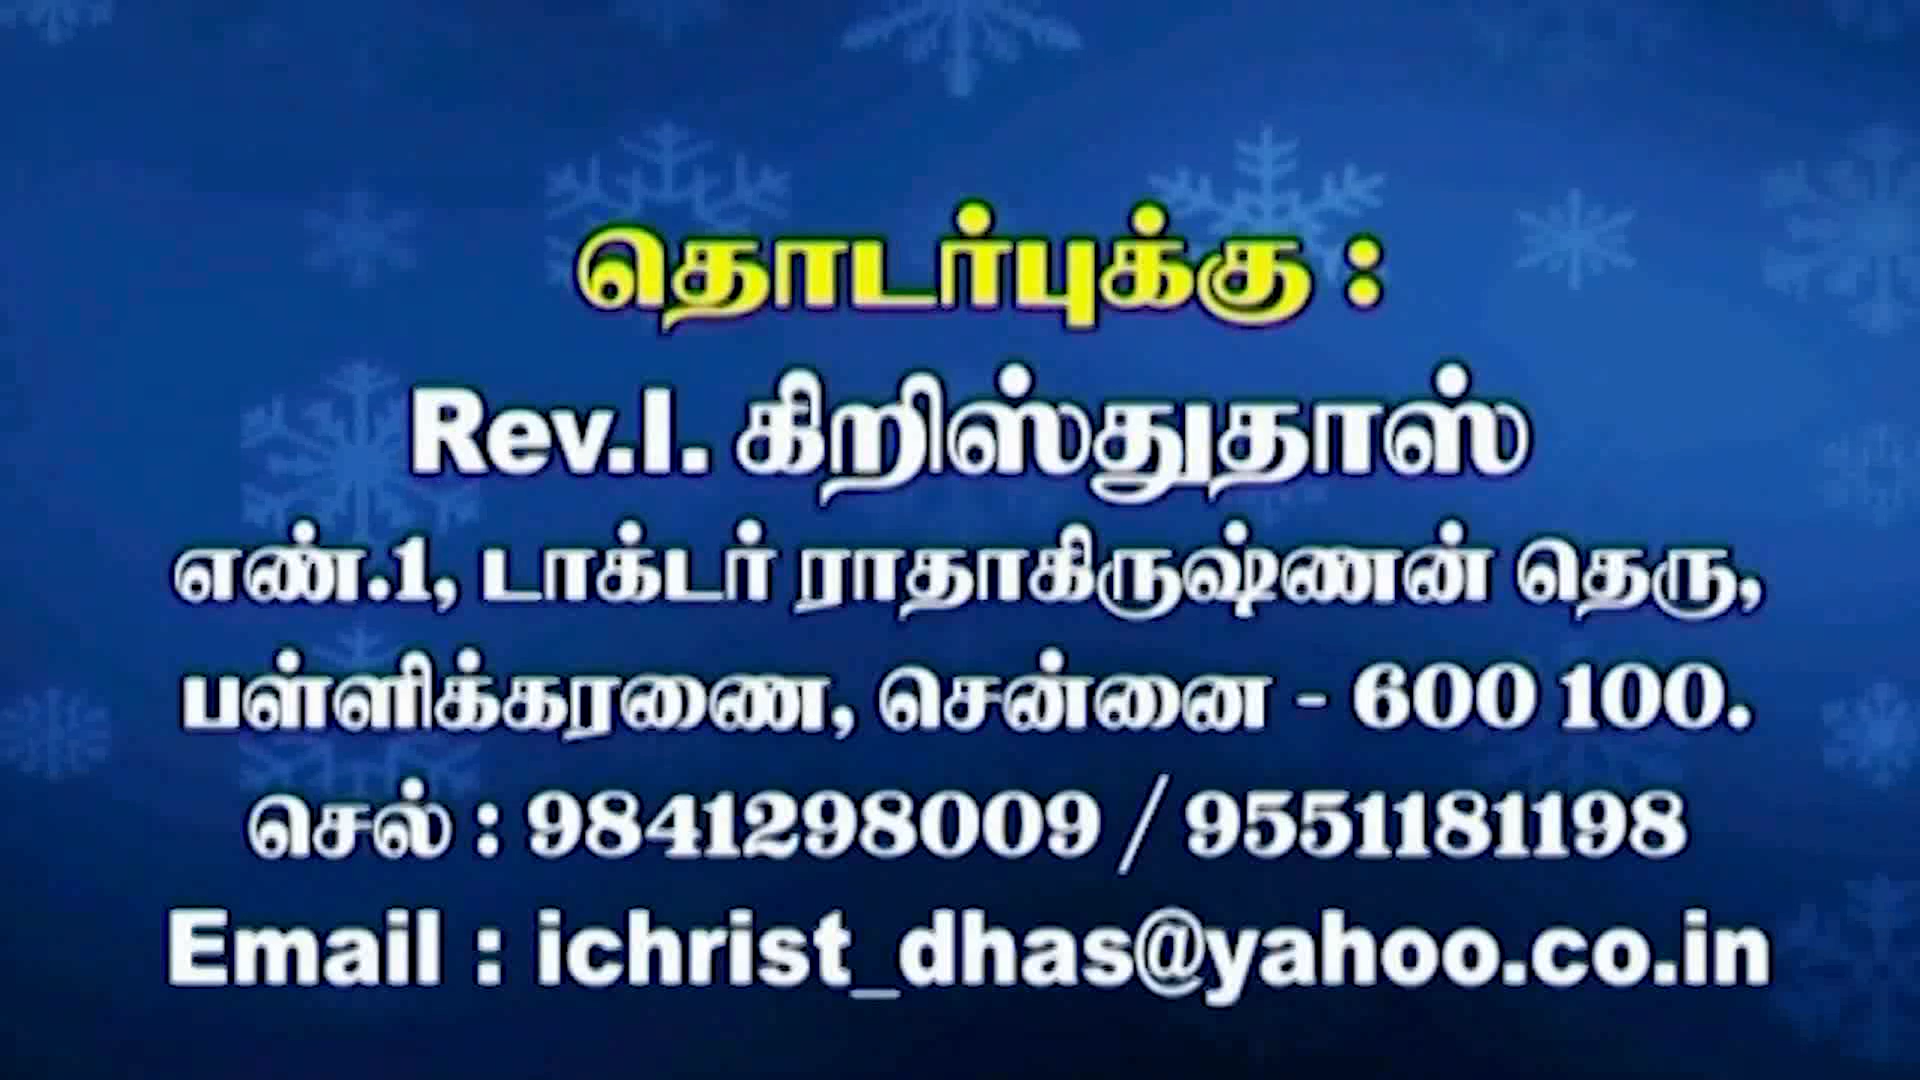 தொடர்புக்கு :
Rev.I. கிறிஸ்துதாஸ்
எண்.1, டாக்டர் ராதாகிருஷ்ணன் தெரு,
பள்ளிக்கரணை, சென்னை - 600 100.
செல் : 9841298009 / 9551181198
Email : ichrist_dhas@yahoo.co.in